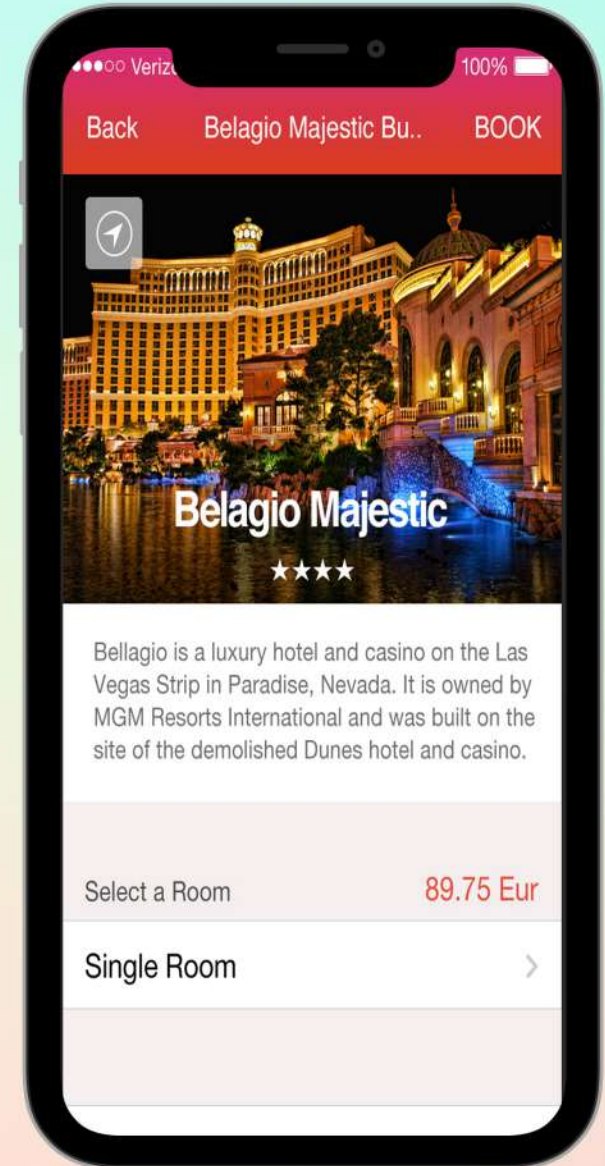 Veriz
100%
Back Belagio Majestic Bu.. BOOK
Belagio Majestic
★★★★
Bellagio is a luxury hotel and casino on the Las
Vegas Strip in Paradise, Nevada. It is owned by
MGM Resorts International and was built on the
site of the demolished Dunes hotel and casino.
Select a Room 89.75 Eur
Single Room